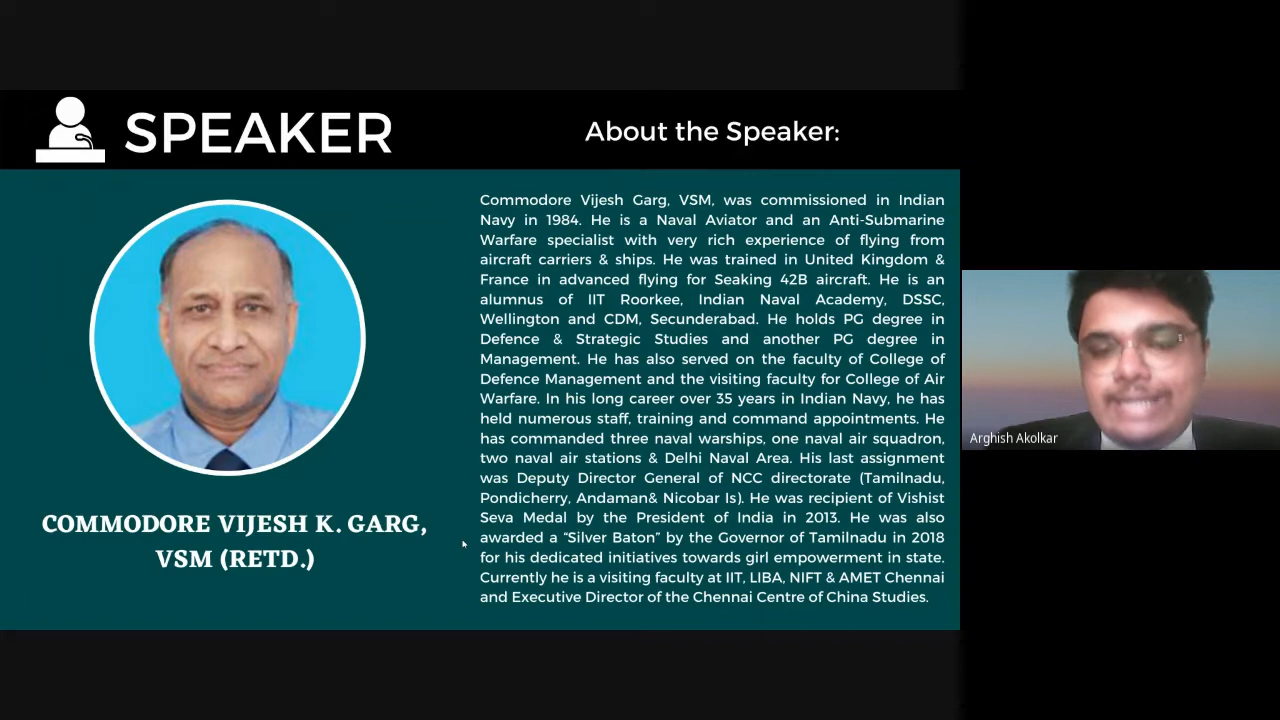 SPEAKER
About the Speaker:
Commodore Vijesh Garg, VSM, was commissioned in Indian
Navy in 1984. He is a Naval Aviator and an Anti-Submarine
Warfare specialist with very rich experience of flying from
aircraft carriers & ships. He was trained in United Kingdom &
France in advanced flying for Seaking 42B aircraft. He is an
alumnus of IIT Roorkee, Indian Naval Academy, DSSC,
Wellington and CDM, Secunderabad. He holds PG degree in
Defence & Strategic Studies and another PG degree in
Management. He has also served on the faculty of College of
Defence Management and the visiting faculty for College of Air
Warfare. In his long career over 35 years in Indian Navy, he has
held numerous staff, training and command appointments. He
has commanded three naval warships, one naval air squadron,
two naval air stations & Delhi Naval Area. His last assignment
was Deputy Director General of NCC directorate (Tamilnadu,
Pondicherry, Andaman& Nicobar Is). He was recipient of Vishist
Seva Medal by the President of India in 2013. He was also
awarded a “Silver Baton” by the Governor of Tamilnadu in 2018
for his dedicated initiatives towards girl empowerment in state.
Currently he is a visiting faculty at IIT, LIBA, NIFT & AMET Chennai
and Executive Director of the Chennai Centre of China Studies.
COMMODORE VIJESH K. GARG,
VSM (RETD.)
Arghish Akolkar